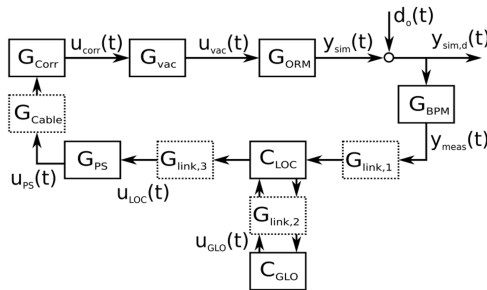 d_o(t)
u_corr(t) u_vac(t) y_sim(t) y_sim,d(t)
G_Corr G_vac G_ORM
G_BPM
G_Cable
y_meas(t)
G_PS G_link,3 C_LOC G_link,1
u_PS(t) u_LOC(t)
G_link,2
u_GLO(t)
C_GLO